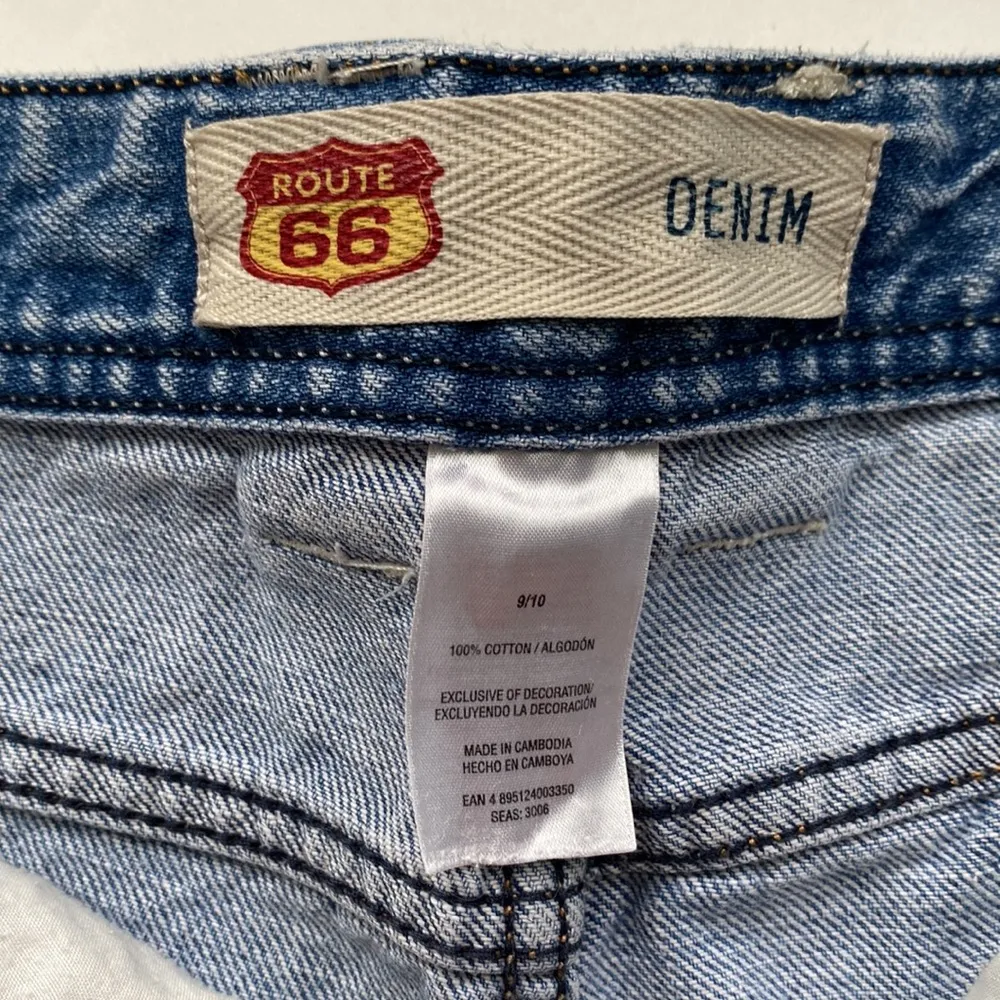 ROUTE
66
DENIM
9/10
100% COTTON / ALGODÓN
EXCLUSIVE OF DECORATION/
EXCLUYENDO LA DECORACIÓN
MADE IN CAMBODIA
HECHO EN CAMBOYA
EAN 4 895124003350
SEAS: 3006